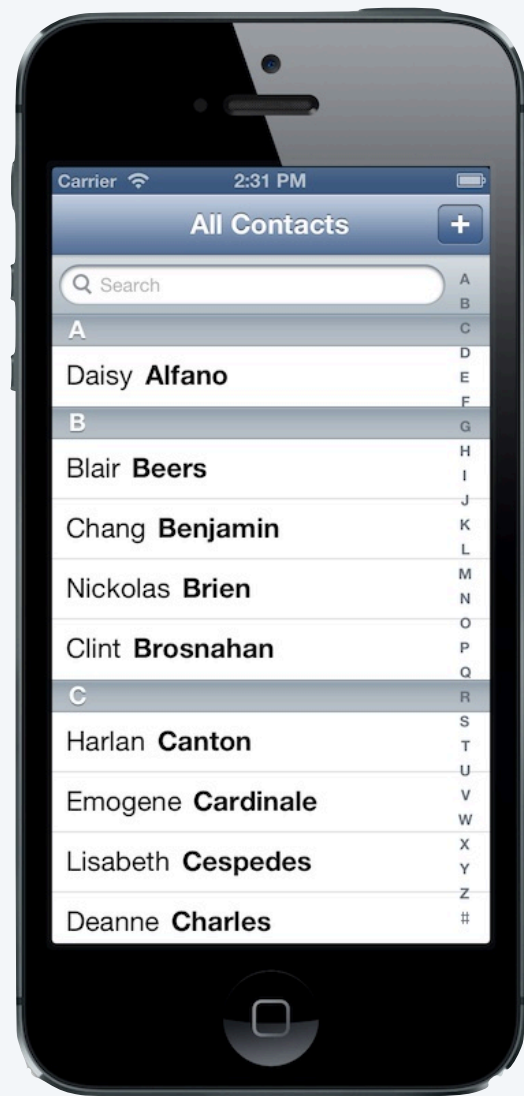 Carrier 2:31 PM
All Contacts +
Search
A
Daisy Alfano
B
Blair Beers
Chang Benjamin
Nickolas Brien
Clint Brosnahan
C
Harlan Canton
Emogene Cardinale
Lisabeth Cespedes
Deanne Charles
A
B
C
D
E
F
G
H
I
J
K
L
M
N
O
P
Q
R
S
T
U
V
W
X
Y
Z
#